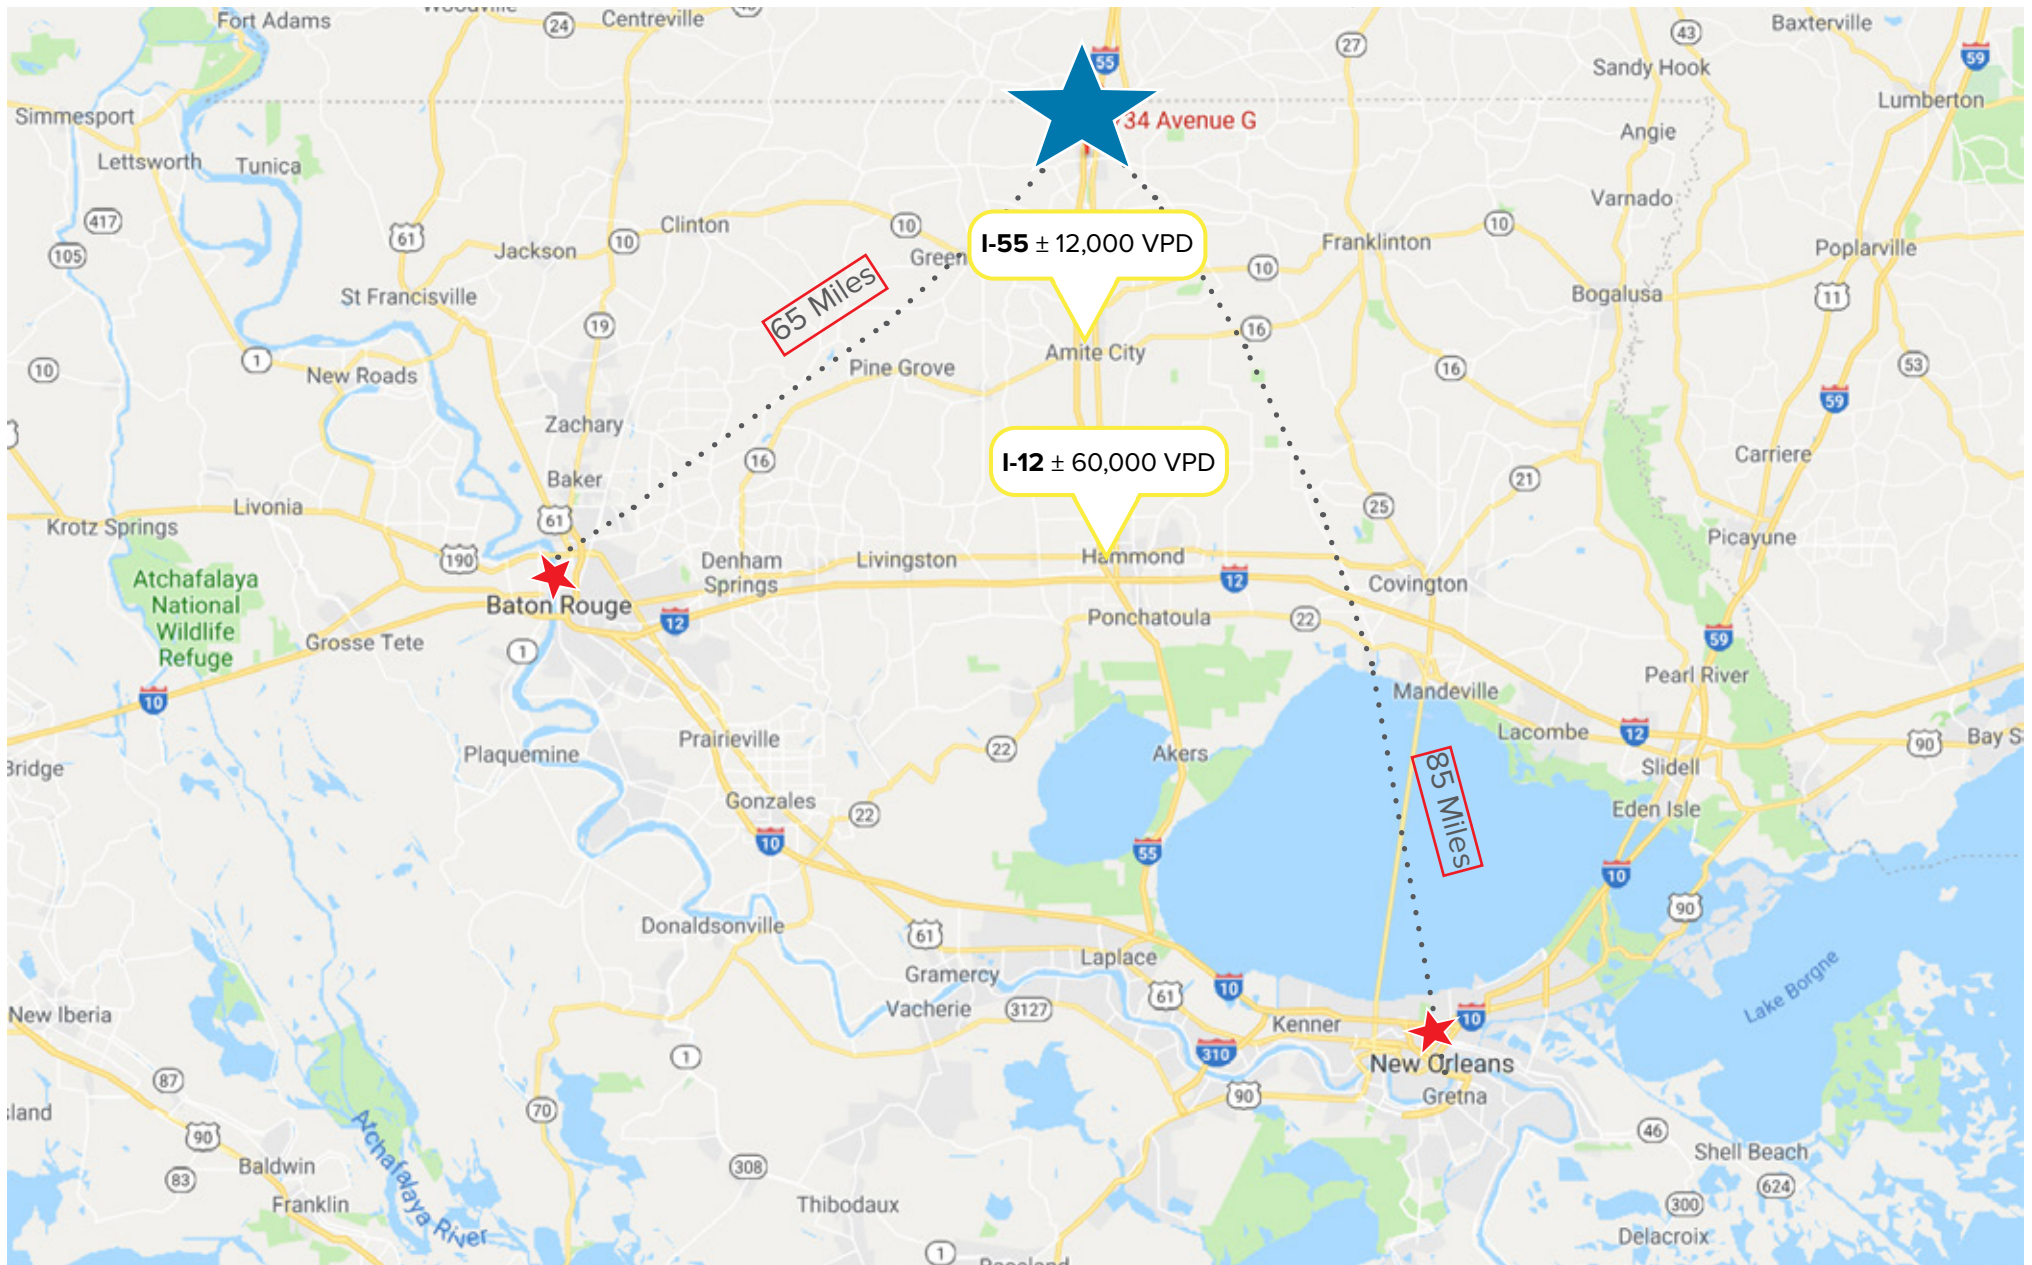 Fort Adams
Woodville
24
Centreville
55
27
43
Baxterville
59
Sandy Hook
Lumberton
Simmesport
34 Avenue G
Angie
Lettsworth
Tunica
Varnado
417
61
Clinton
10
10
10
Franklinton
105
Jackson
Green
I-55 ± 12,000 VPD
10
Poplarville
65 Miles
St Francisville
Bogalusa
11
19
16
1
Amite City
10
New Roads
Pine Grove
16
53
59
Zachary
16
Carriere
I-12 ± 60,000 VPD
Baker
21
Livonia
25
Krotz Springs
61
Picayune
190
Denham
Springs
Livingston
Hammond
12
Covington
Atchafalaya
National
Wildlife
Refuge
Baton Rouge
12
Ponchatoula
22
59
Grosse Tete
1
Pearl River
10
Mandeville
Lacombe
12
90
Bay S
Plaquemine
Prairieville
22
Akers
Slidell
Bridge
85 Miles
Gonzales
22
Eden Isle
10
55
10
90
Donaldsonville
61
Laplace
Gramercy
10
61
Lake Borgne
New Iberia
Vacherie
3127
Kenner
10
1
310
New Orleans
87
90
Gretna
sland
70
46
90
Atchafalaya River
Shell Beach
Baldwin
83
308
624
Franklin
Thibodaux
300
Delacroix
1
Raceland